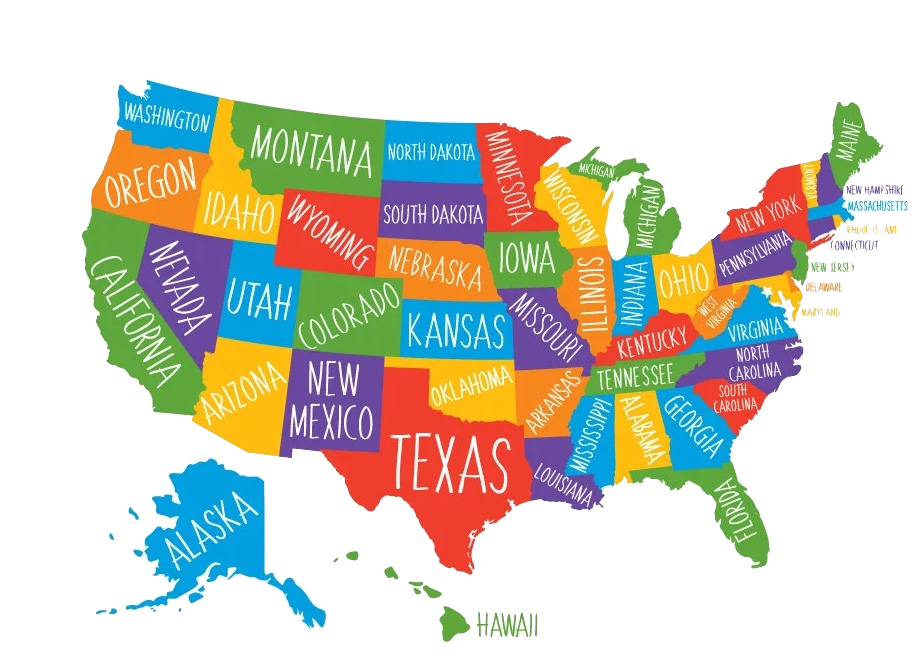 WASHINGTON
MONTANA
NORTH DAKOTA
MINNESOTA
MICHIGAN
MAINE
VERMONT
NEW HAMPSHIRE
OREGON
IDAHO
WYOMING
SOUTH DAKOTA
WISCONSIN
MICHIGAN
NEW YORK
MASSACHUSETTS
RHODE ISLAND
CONNECTICUT
NEBRASKA
IOWA
PENNSYLVANIA
NEW JERSEY
CALIFORNIA
NEVADA
UTAH
COLORADO
KANSAS
MISSOURI
ILLINOIS
INDIANA
OHIO
WEST
VIRGINIA
DELAWARE
MARYLAND
VIRGINIA
KENTUCKY
ARIZONA
NEW
MEXICO
OKLAHOMA
ARKANSAS
TENNESSEE
NORTH
CAROLINA
SOUTH
CAROLINA
TEXAS
LOUISIANA
MISSISSIPPI
ALABAMA
GEORGIA
FLORIDA
ALASKA
HAWAII